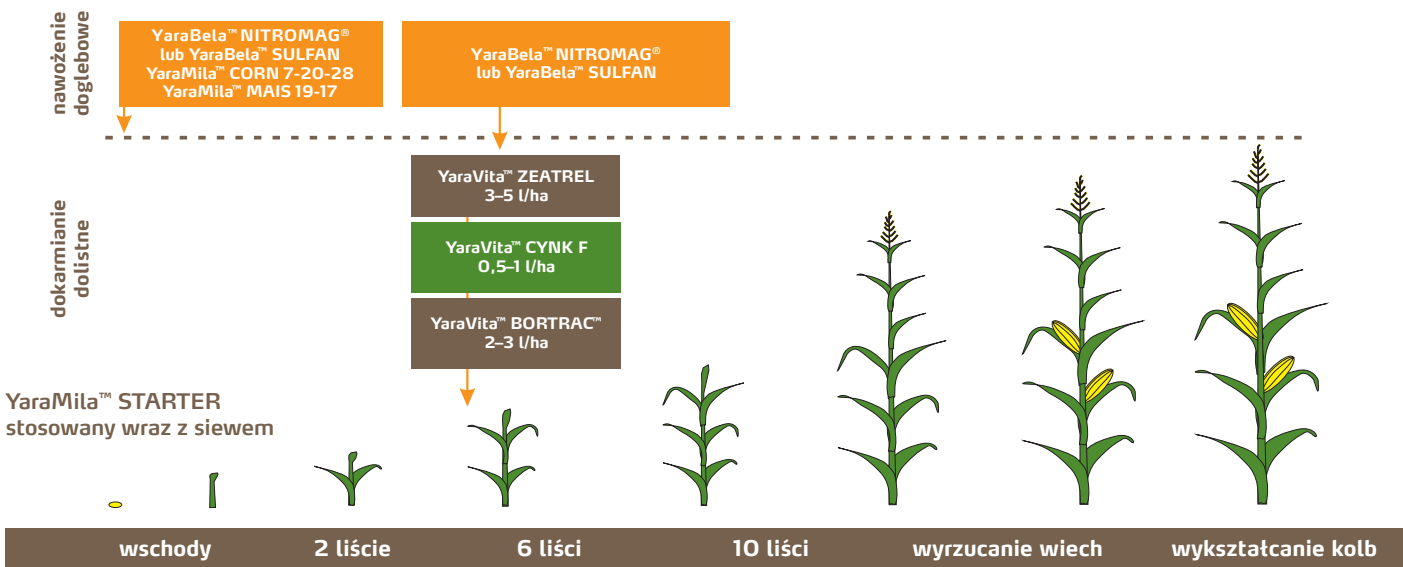 nawożenie
doglebowe
YaraBela™ NITROMAG®
lub YaraBela™ SULFAN
YaraMila™ CORN 7-20-28
YaraMila™ MAIS 19-17
YaraBela™ NITROMAG®
lub YaraBela™ SULFAN
dokarmianie
dolistne
YaraVita™ ZEATREL
3–5 l/ha
YaraVita™ CYNK F
0,5–1 l/ha
YaraVita™ BORTRAC™
2–3 l/ha
YaraMila™ STARTER
stosowany wraz z siewem
wschody
2 liście
6 liści
10 liści
wyrzucanie wiech
wykształcanie kolb